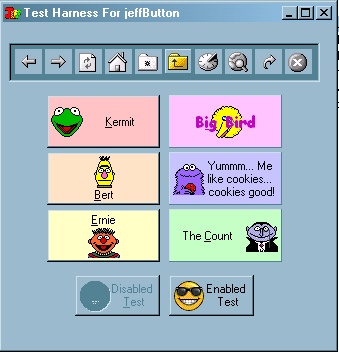 Test Harness For jeffButton
Kermit
Big Bird
Bert
Yummm... Me
like cookies...
cookies good!
Ernie
The Count
Disabled
Test
Enabled
Test